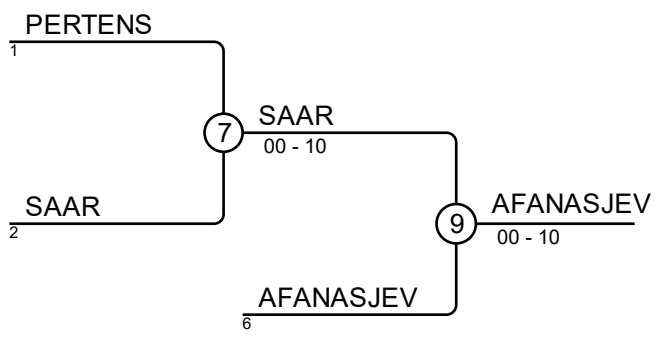 PERTENS
1
7
SAAR
00 - 10
SAAR
2
9
AFANASJEV
00 - 10
AFANASJEV
6